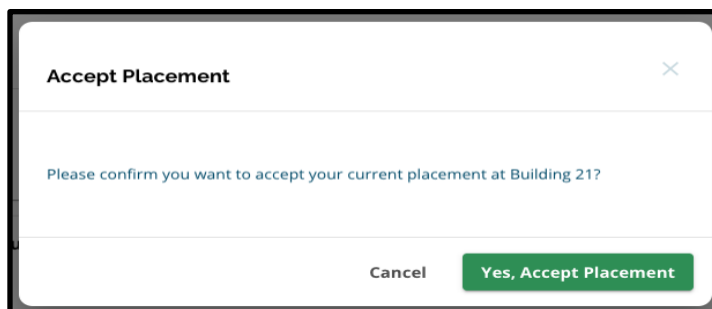 Accept Placement
Please confirm you want to accept your current placement at Building 21?
Cancel
Yes, Accept Placement